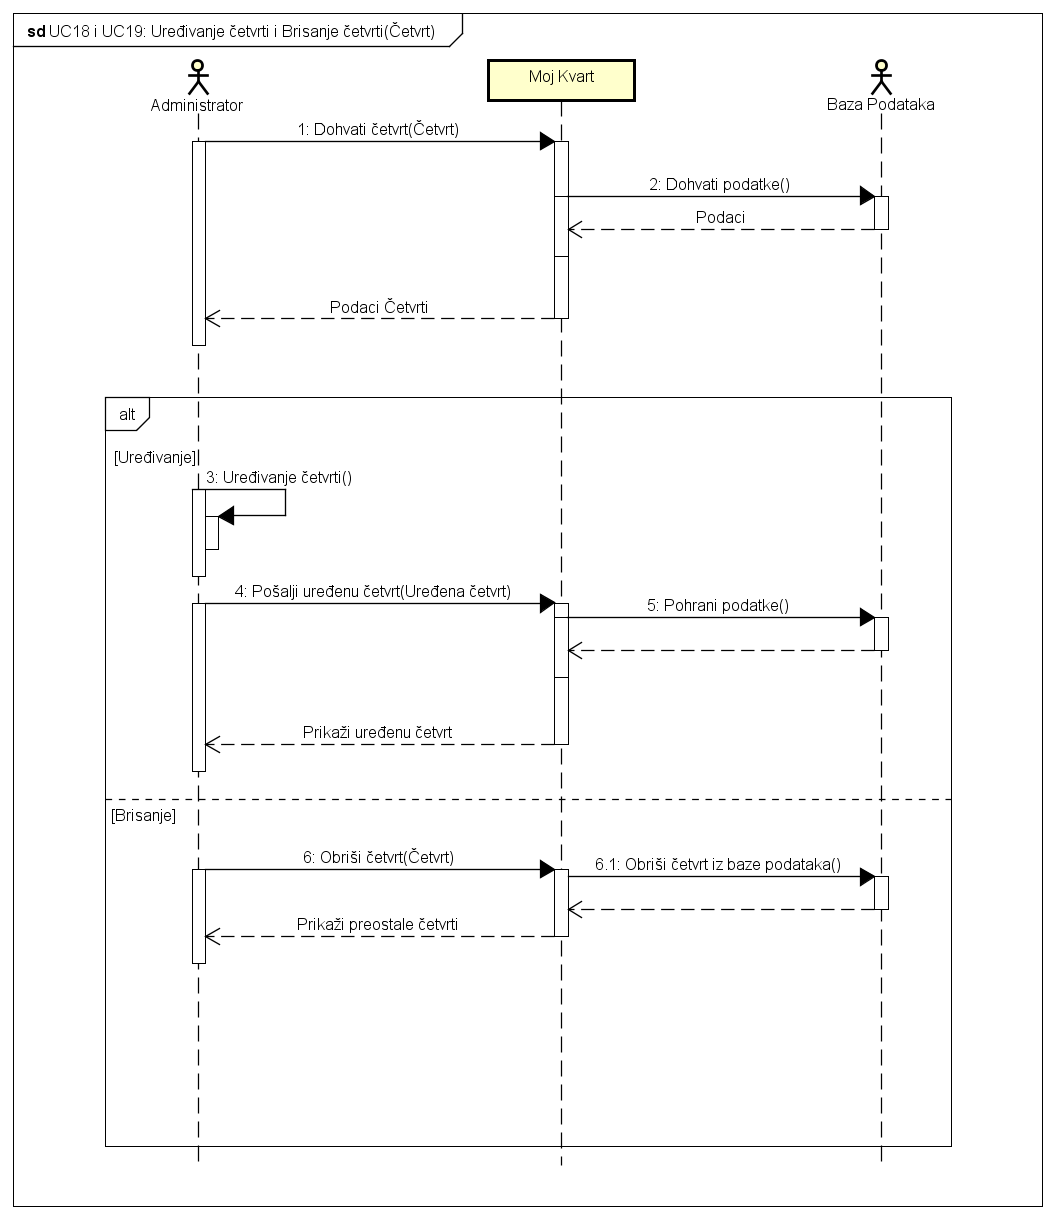 sd UC18 i UC19: Uređivanje četvrti i Brisanje četvrti(Četvrt)
Administrator
Moj Kvart
Baza Podataka
1: Dohvati četvrt(Četvrt)
2: Dohvati podatke()
Podaci
Podaci Četvrti
alt
[Uređivanje]
3: Uređivanje četvrti()
4: Pošalji uređenu četvrt(Uređena četvrt)
5: Pohrani podatke()
Prikaži uređenu četvrt
[Brisanje]
6: Obriši četvrt(Četvrt)
6.1: Obriši četvrt iz baze podataka()
Prikaži preostale četvrti